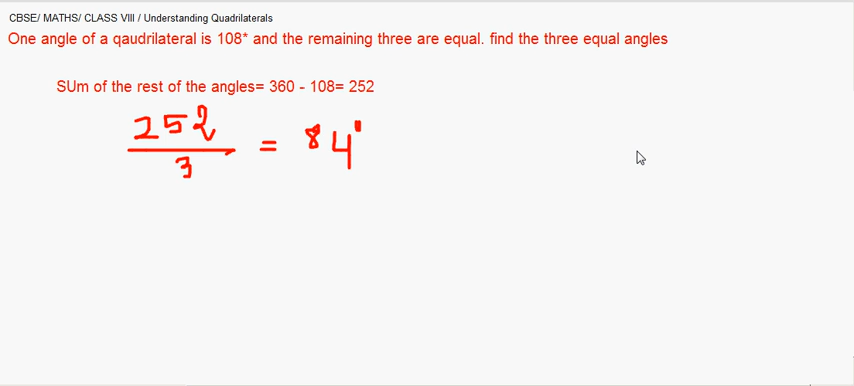 CBSE/ MATHS/ CLASS VIII / Understanding Quadrilaterals
One angle of a qaudrilateral is 108* and the remaining three are equal. find the three equal angles
SUm of the rest of the angles= 360 - 108= 252
252
3
= 84°